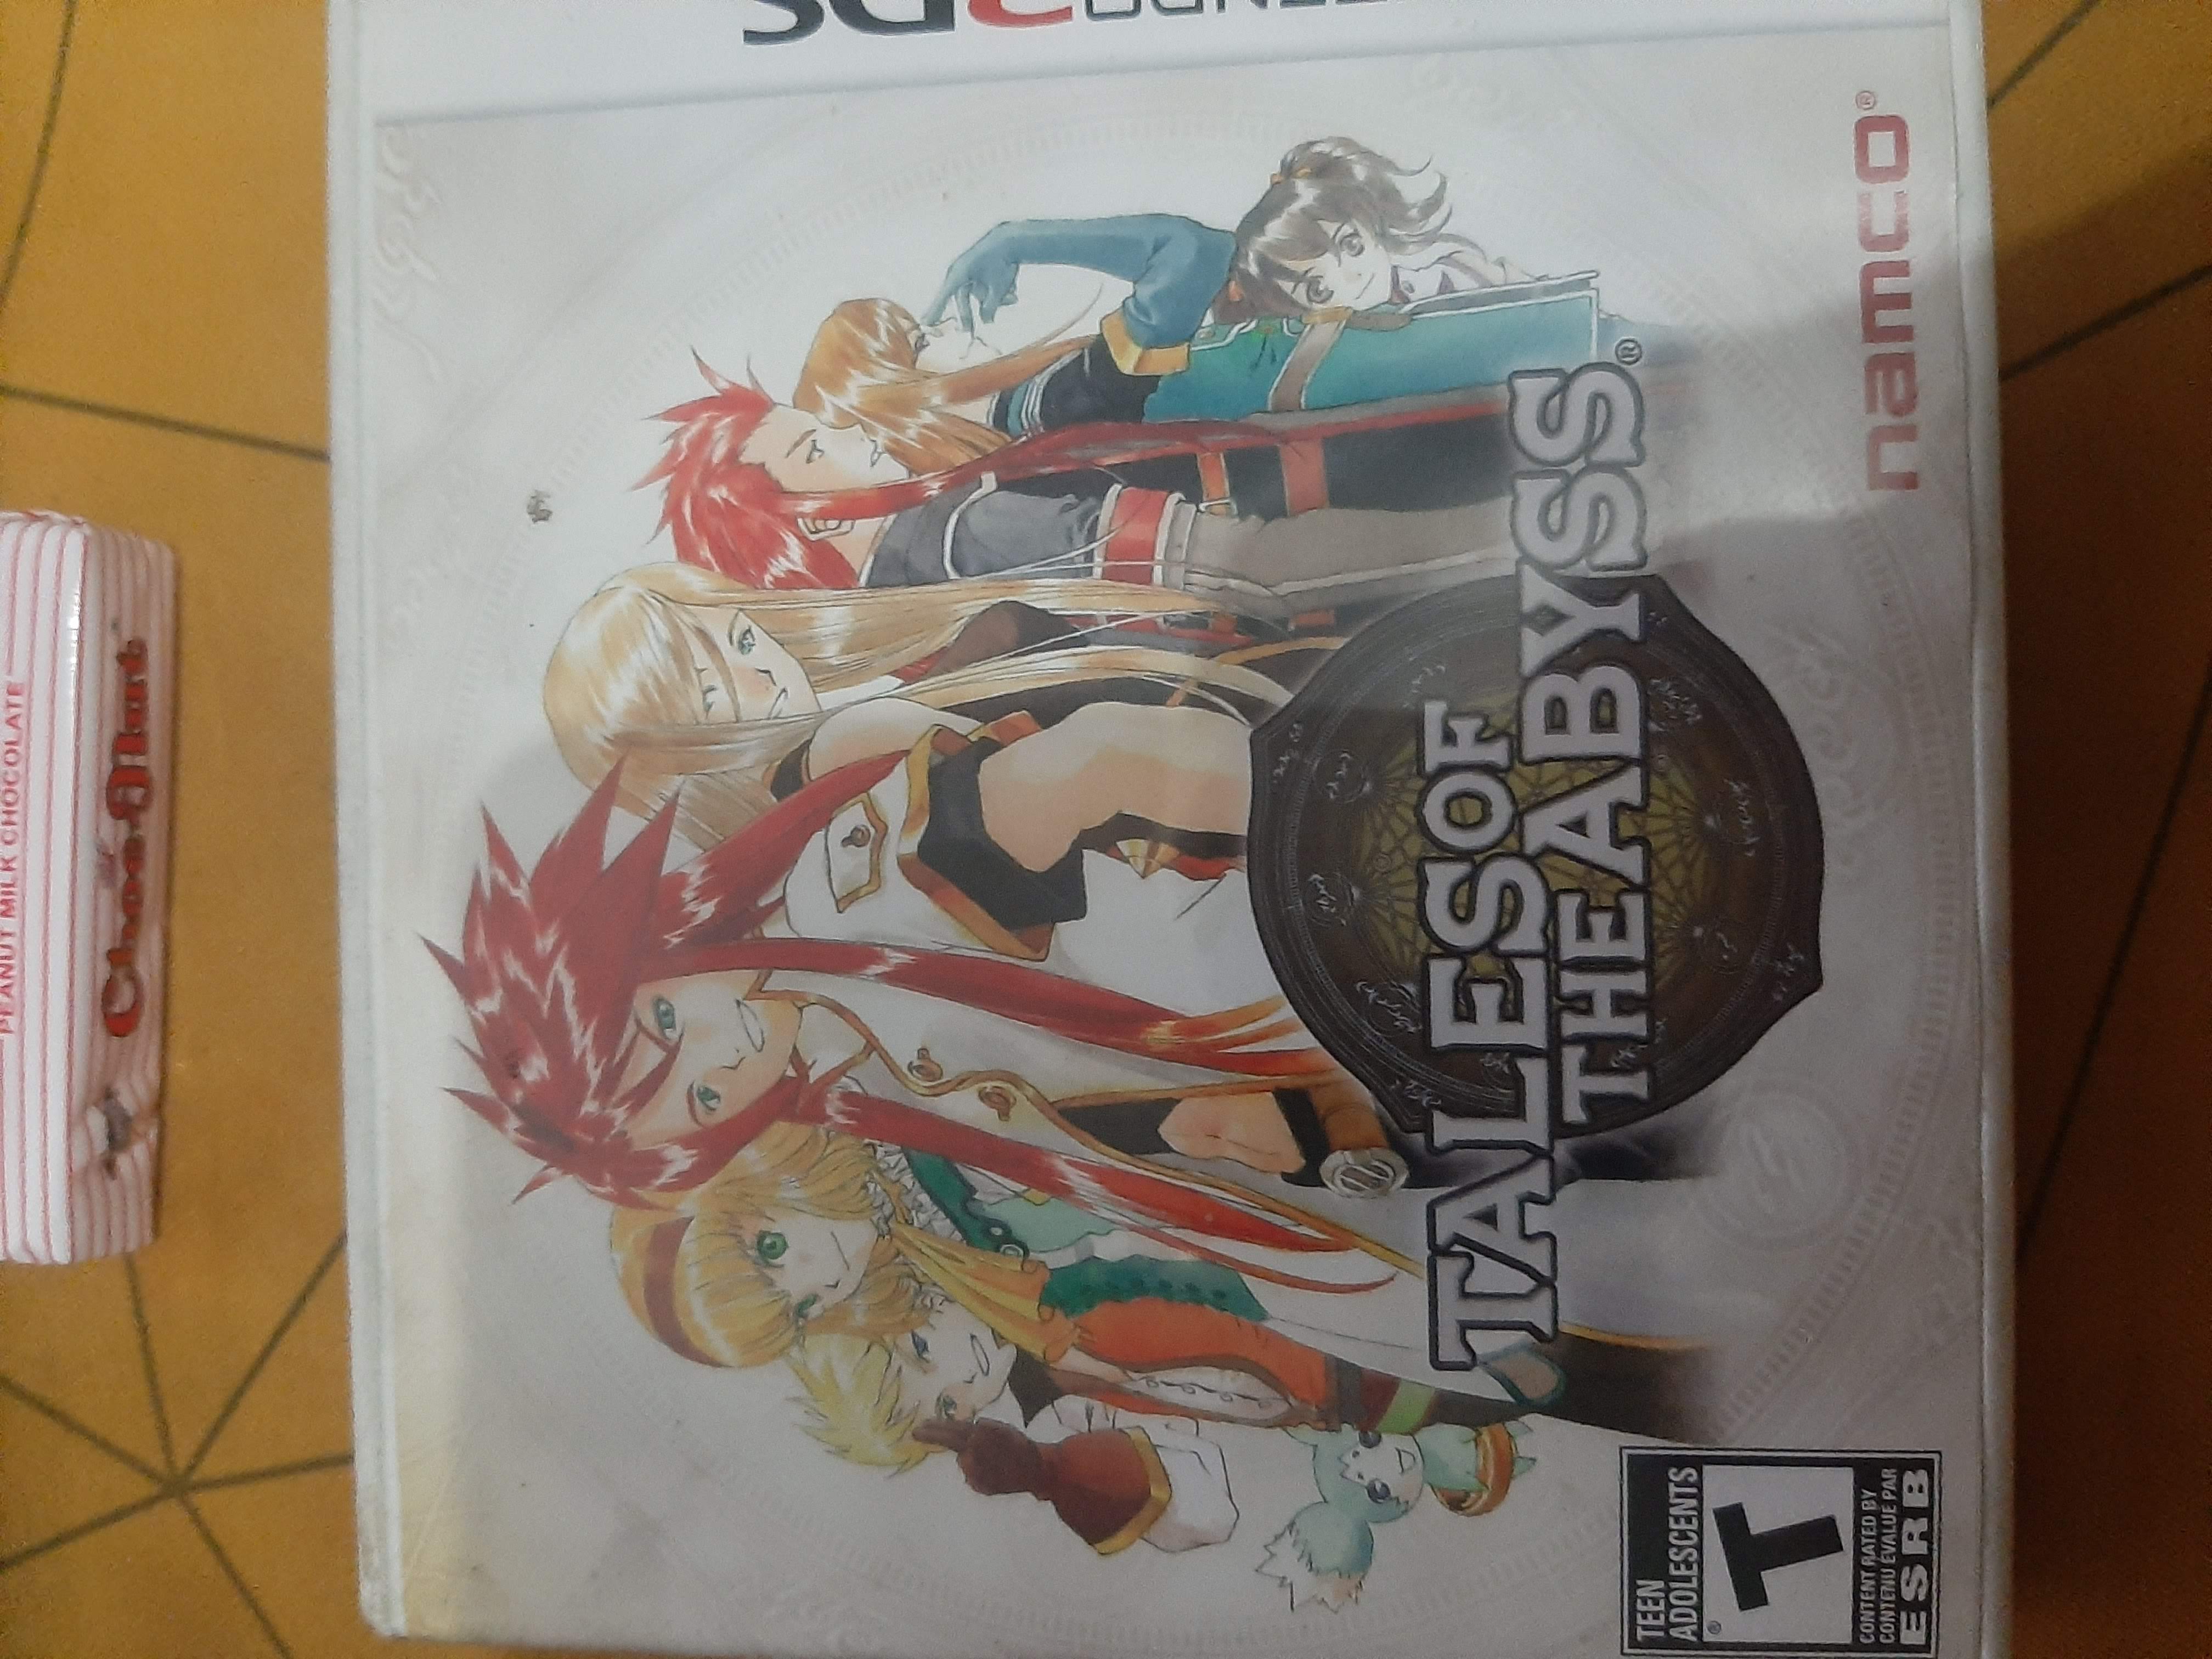 PEANUT MILK CHOCOLATE
Choc-Nut
TALES OF
THE ABYSS®
TEEN
ADOLESCENTS
®
T
CONTENT RATED BY
CONTENU ÉVALUÉ PAR
ESRB
namco®
3DS